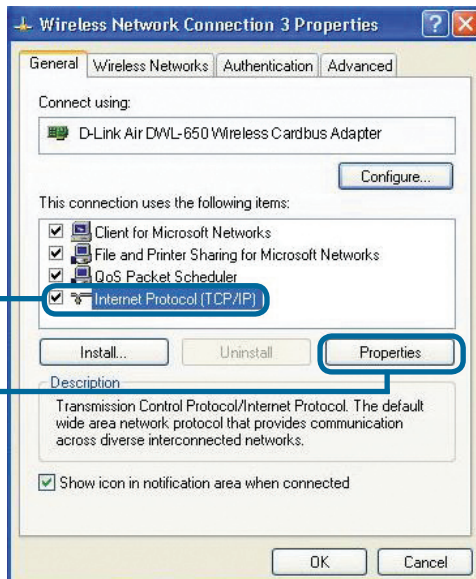 Wireless Network Connection 3 Properties
General Wireless Networks Authentication Advanced
Connect using:
D-Link Air DWL-650 Wireless Cardbus Adapter
Configure...
This connection uses the following items:
Client for Microsoft Networks
File and Printer Sharing for Microsoft Networks
QoS Packet Scheduler
Internet Protocol (TCP/IP)
Install... Uninstall Properties
Description
Transmission Control Protocol/Internet Protocol. The default
wide area network protocol that provides communication
across diverse interconnected networks.
Show icon in notification area when connected
OK Cancel